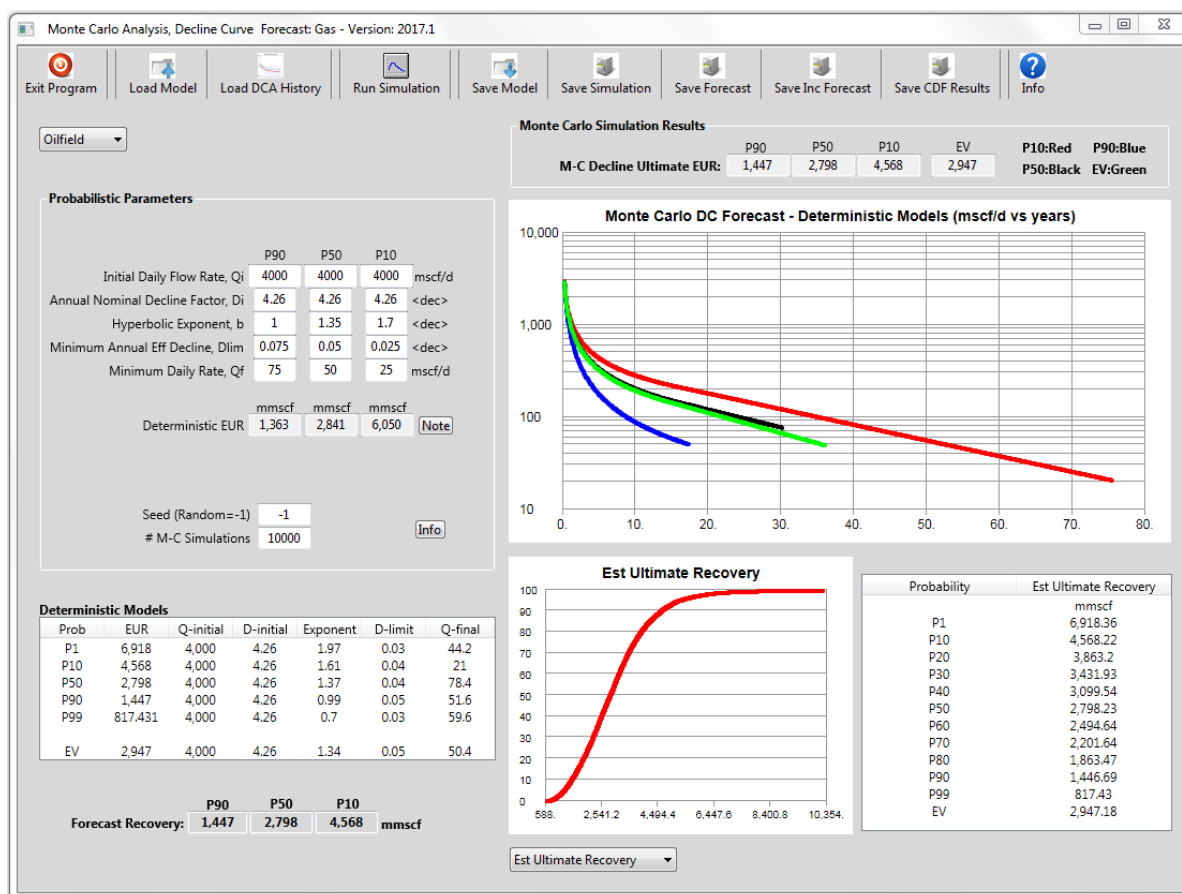 Monte Carlo Analysis, Decline Curve Forecast: Gas - Version: 2017.1
Exit Program Load Model Load DCA History Run Simulation Save Model Save Simulation Save Forecast Save Inc Forecast Save CDF Results Info
Oilfield
Monte Carlo Simulation Results
P90 P50 P10 EV
M-C Decline Ultimate EUR: 1,447 2,798 4,568 2,947
P10:Red P90:Blue
P50:Black EV:Green
Probabilistic Parameters
P90 P50 P10
Initial Daily Flow Rate, Qi 4000 4000 4000 mscf/d
Annual Nominal Decline Factor, Di 4.26 4.26 4.26 <dec>
Hyperbolic Exponent, b 1 1.35 1.7 <dec>
Minimum Annual Eff Decline, Dlim 0.075 0.05 0.025 <dec>
Minimum Daily Rate, Qf 75 50 25 mscf/d
mmscf mmscf mmscf
Deterministic EUR 1,363 2,841 6,050 Note
Seed (Random=-1) -1
# M-C Simulations 10000
Info
Monte Carlo DC Forecast - Deterministic Models (mscf/d vs years)
10,000
1,000
100
10
0. 10. 20. 30. 40. 50. 60. 70. 80.
Deterministic Models
Prob EUR Q-initial D-initial Exponent D-limit Q-final
P1 6,918 4,000 4.26 1.97 0.03 44.2
P10 4,568 4,000 4.26 1.61 0.04 21
P50 2,798 4,000 4.26 1.37 0.04 78.4
P90 1,447 4,000 4.26 0.99 0.05 51.6
P99 817.431 4,000 4.26 0.7 0.03 59.6
EV 2,947 4,000 4.26 1.34 0.05 50.4
P90 P50 P10
Forecast Recovery: 1,447 2,798 4,568 mmscf
Est Ultimate Recovery
100
90
80
70
60
50
40
30
20
10
0
588. 2,541.2 4,494.4 6,447.6 8,400.8 10,354.
Est Ultimate Recovery
Probability Est Ultimate Recovery
mmscf
P1 6,918.36
P10 4,568.22
P20 3,863.2
P30 3,431.93
P40 3,099.54
P50 2,798.23
P60 2,494.64
P70 2,201.64
P80 1,863.47
P90 1,446.69
P99 817.43
EV 2,947.18